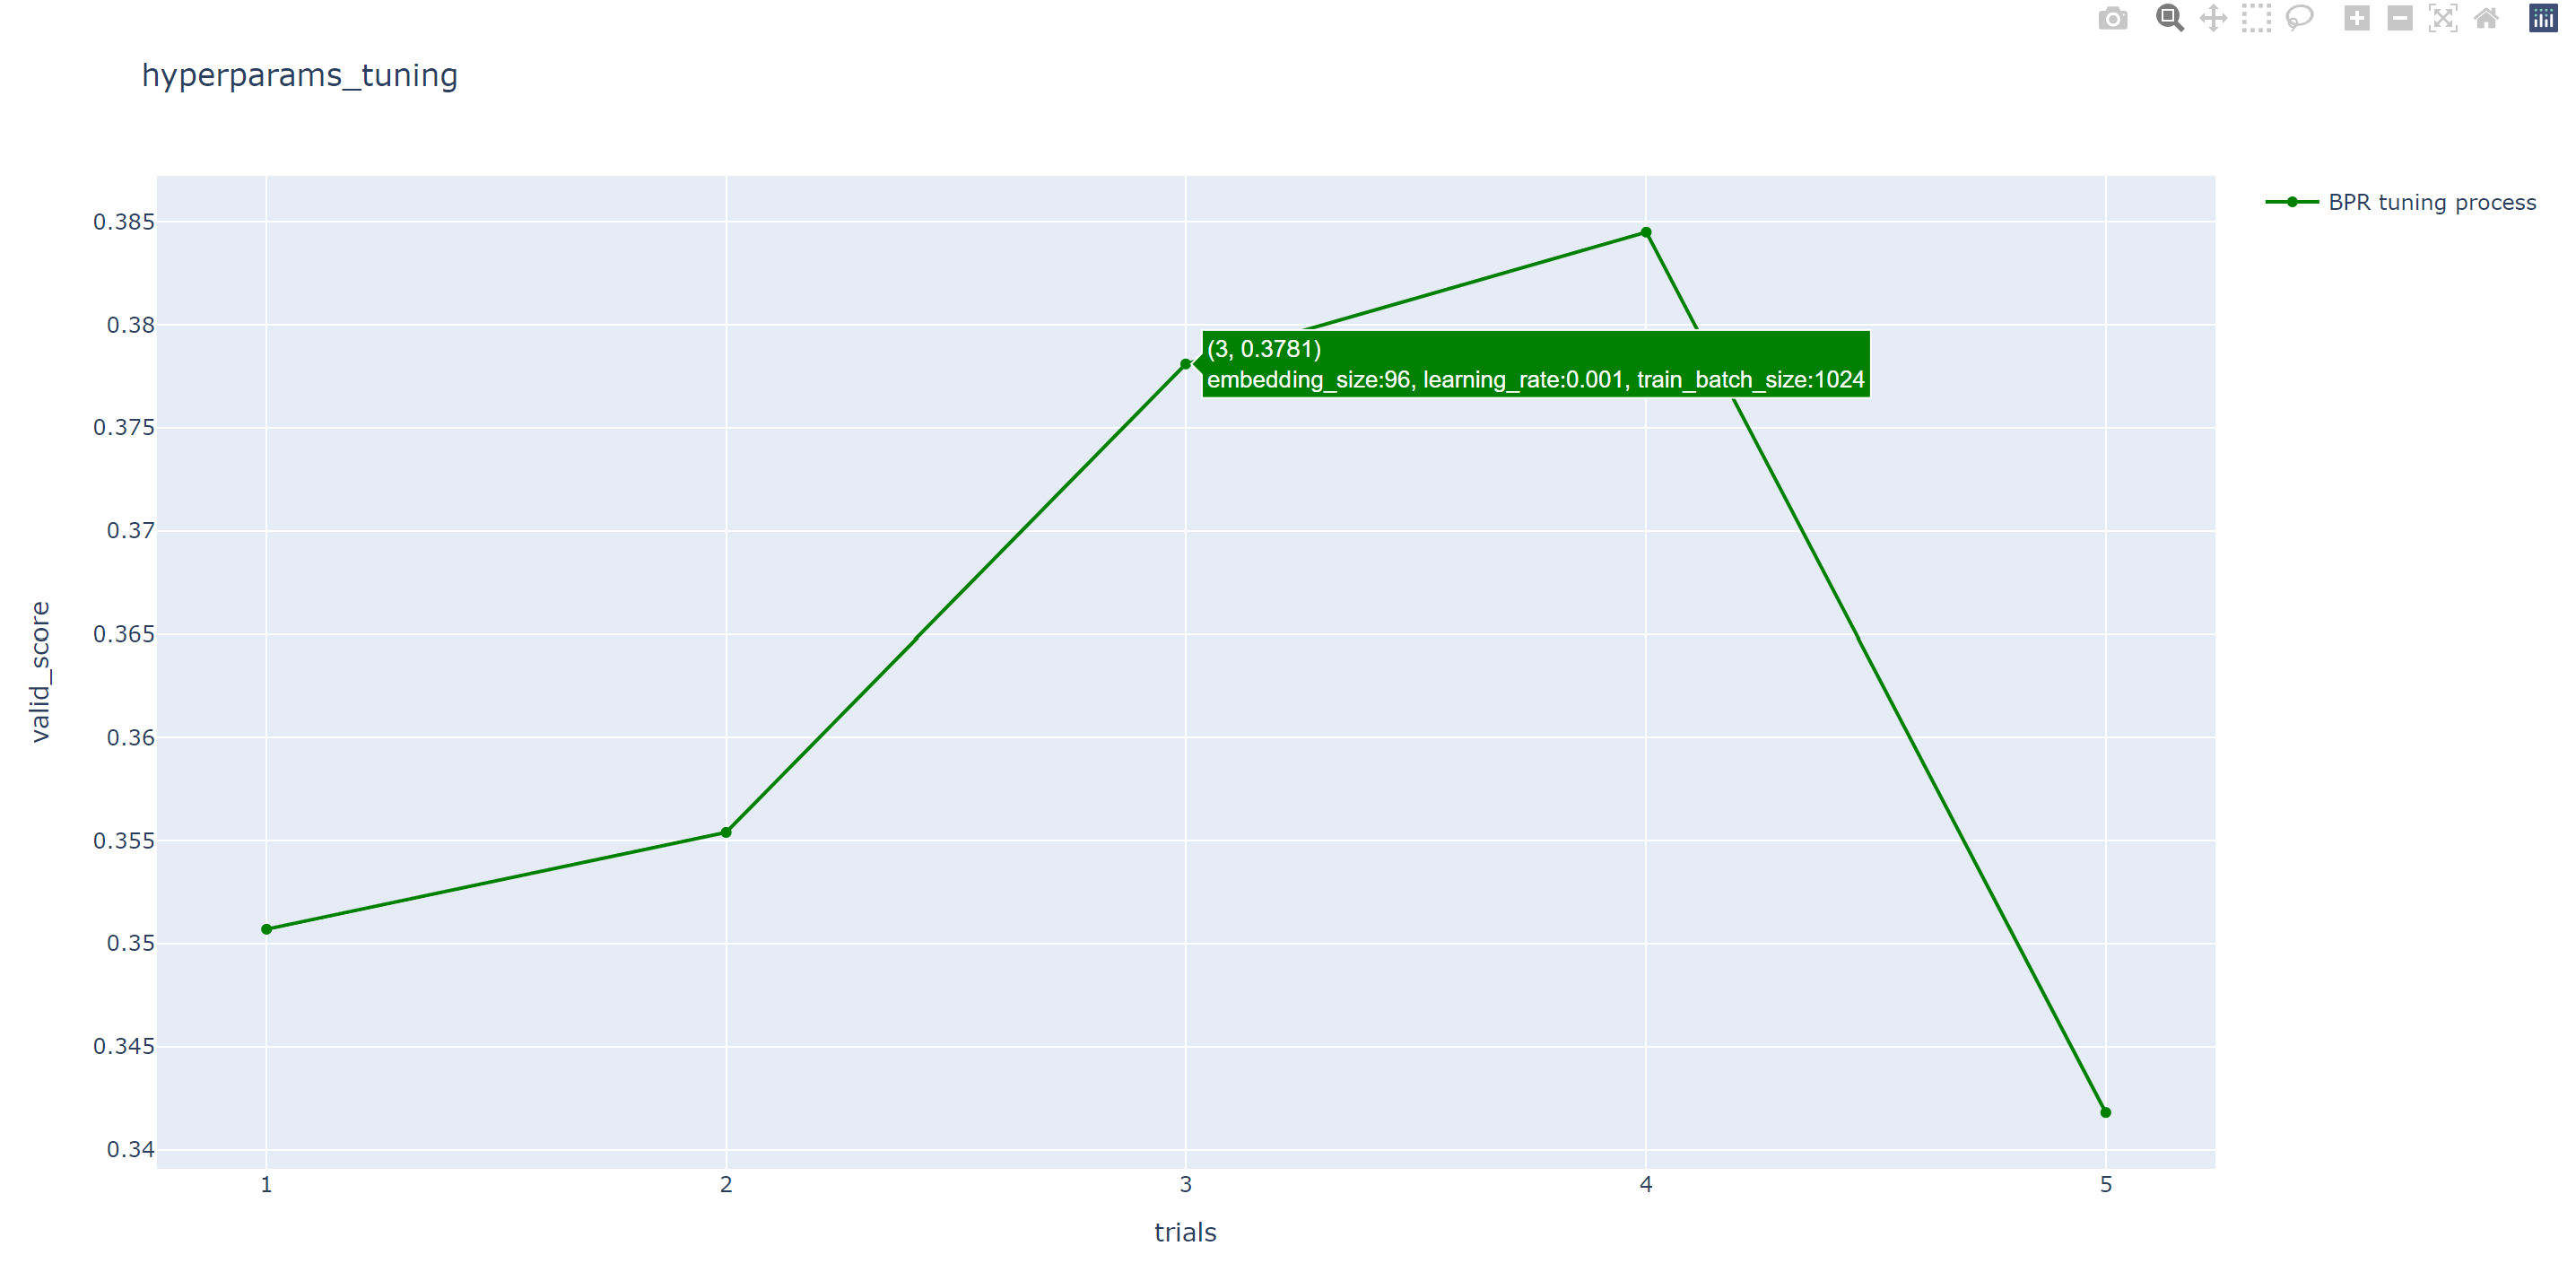 hyperparams_tuning
BPR tuning process
0.385
0.38
0.375
0.37
0.365
0.36
0.355
0.35
0.345
0.34
valid_score
(3, 0.3781)
embedding_size:96, learning_rate:0.001, train_batch_size:1024
1 2 3 4 5
trials